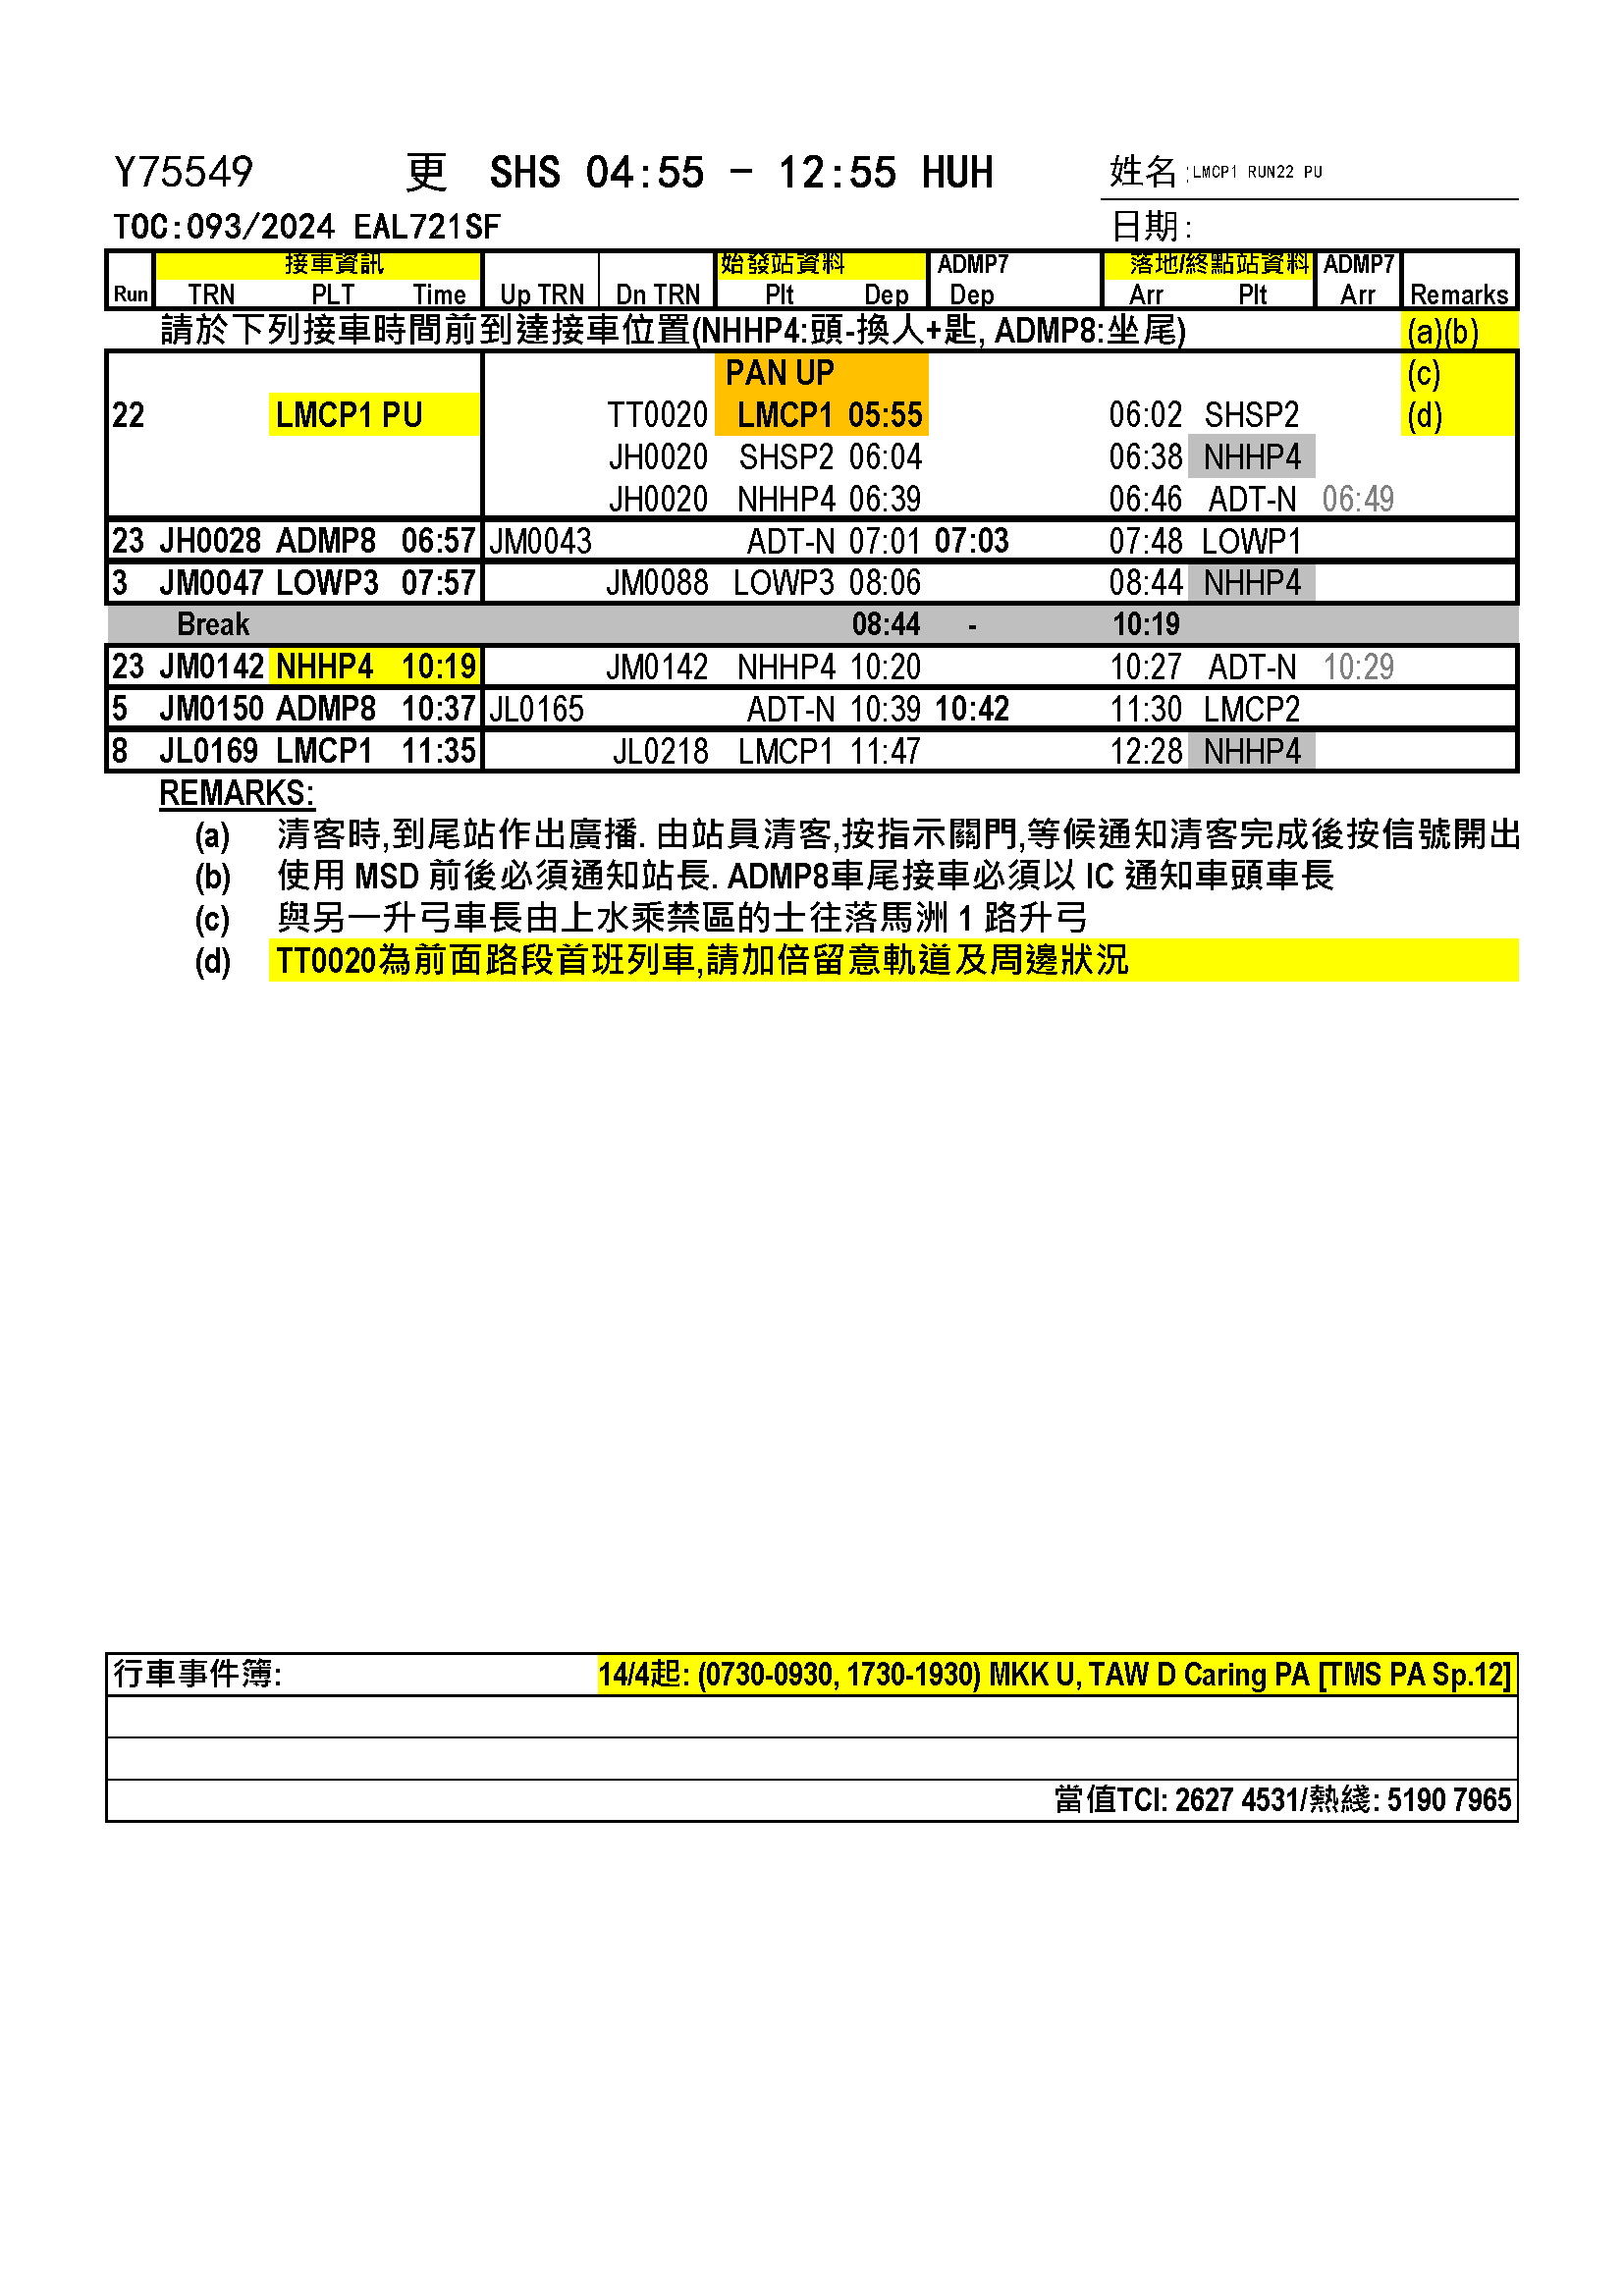 Y75549 更 SHS 04:55 - 12:55 HUH 姓名:LMCP1 RUN22 PU
TOC:093/2024 EAL721SF 日期:
接車資訊 始發站資料 ADMP7 落地/終點站資料 ADMP7
Run TRN PLT Time Up TRN Dn TRN Plt Dep Dep Arr Plt Arr Remarks
請於下列接車時間前到達接車位置(NHHP4:頭-換人+匙, ADMP8:坐尾) (a)(b)
PAN UP (c)
22 LMCP1 PU TT0020 LMCP1 05:55 06:02 SHSP2 (d)
JH0020 SHSP2 06:04 06:38 NHHP4
JH0020 NHHP4 06:39 06:46 ADT-N 06:49
23 JH0028 ADMP8 06:57 JM0043 ADT-N 07:01 07:03 07:48 LOWP1
3 JM0047 LOWP3 07:57 JM0088 LOWP3 08:06 08:44 NHHP4
Break 08:44 - 10:19
23 JM0142 NHHP4 10:19 JM0142 NHHP4 10:20 10:27 ADT-N 10:29
5 JM0150 ADMP8 10:37 JL0165 ADT-N 10:39 10:42 11:30 LMCP2
8 JL0169 LMCP1 11:35 JL0218 LMCP1 11:47 12:28 NHHP4
REMARKS:
(a) 清客時,到尾站作出廣播. 由站員清客,按指示關門,等候通知清客完成後按信號開出
(b) 使用 MSD 前後必須通知站長. ADMP8車尾接車必須以 IC 通知車頭車長
(c) 與另一升弓車長由上水乘禁區的士往落馬洲 1 路升弓
(d) TT0020為前面路段首班列車,請加倍留意軌道及周邊狀況
行車事件簿: 14/4起: (0730-0930, 1730-1930) MKK U, TAW D Caring PA [TMS PA Sp.12]
當值TCI: 2627 4531/熱綫: 5190 7965